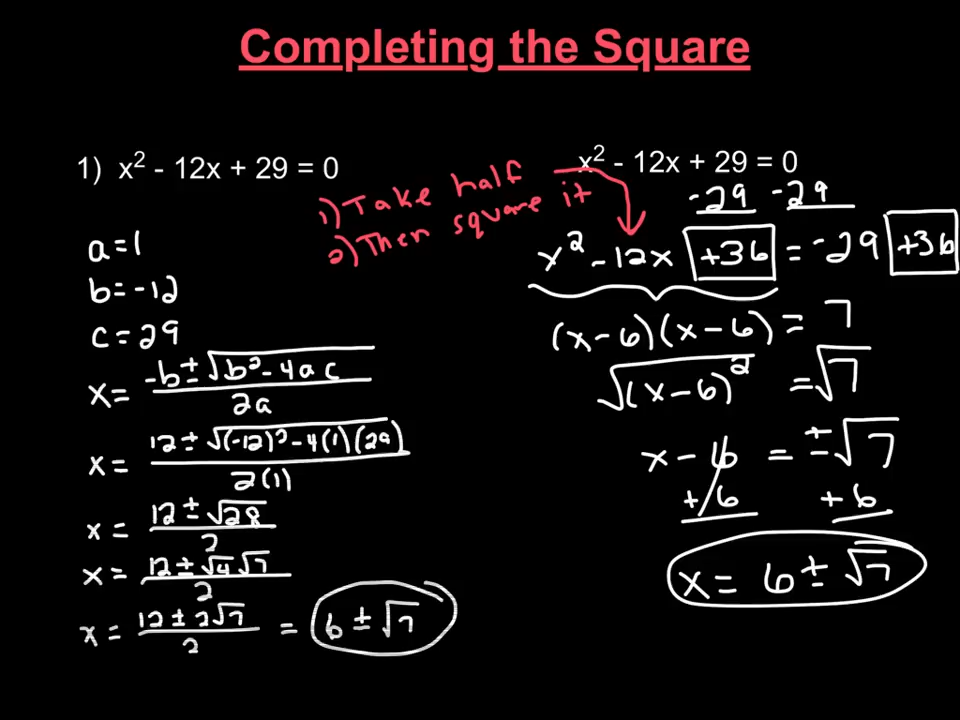 Completing the Square
1) x² - 12x + 29 = 0
a = 1
b = -12
c = 29
x = (-b ± √(b² - 4ac)) / 2a
x = (12 ± √((-12)² - 4(1)(29))) / 2(1)
x = (12 ± √28) / 2
x = (12 ± √4 √7) / 2
x = (12 ± 2√7) / 2 = 6 ± √7
1) Take half
2) Then square it
x² - 12x + 29 = 0
-29 -29
x² - 12x +36 = -29 +36
(x - 6)(x - 6) = 7
√(x - 6)² = √7
x - 6 = ±√7
+ 6 + 6
x = 6 ± √7